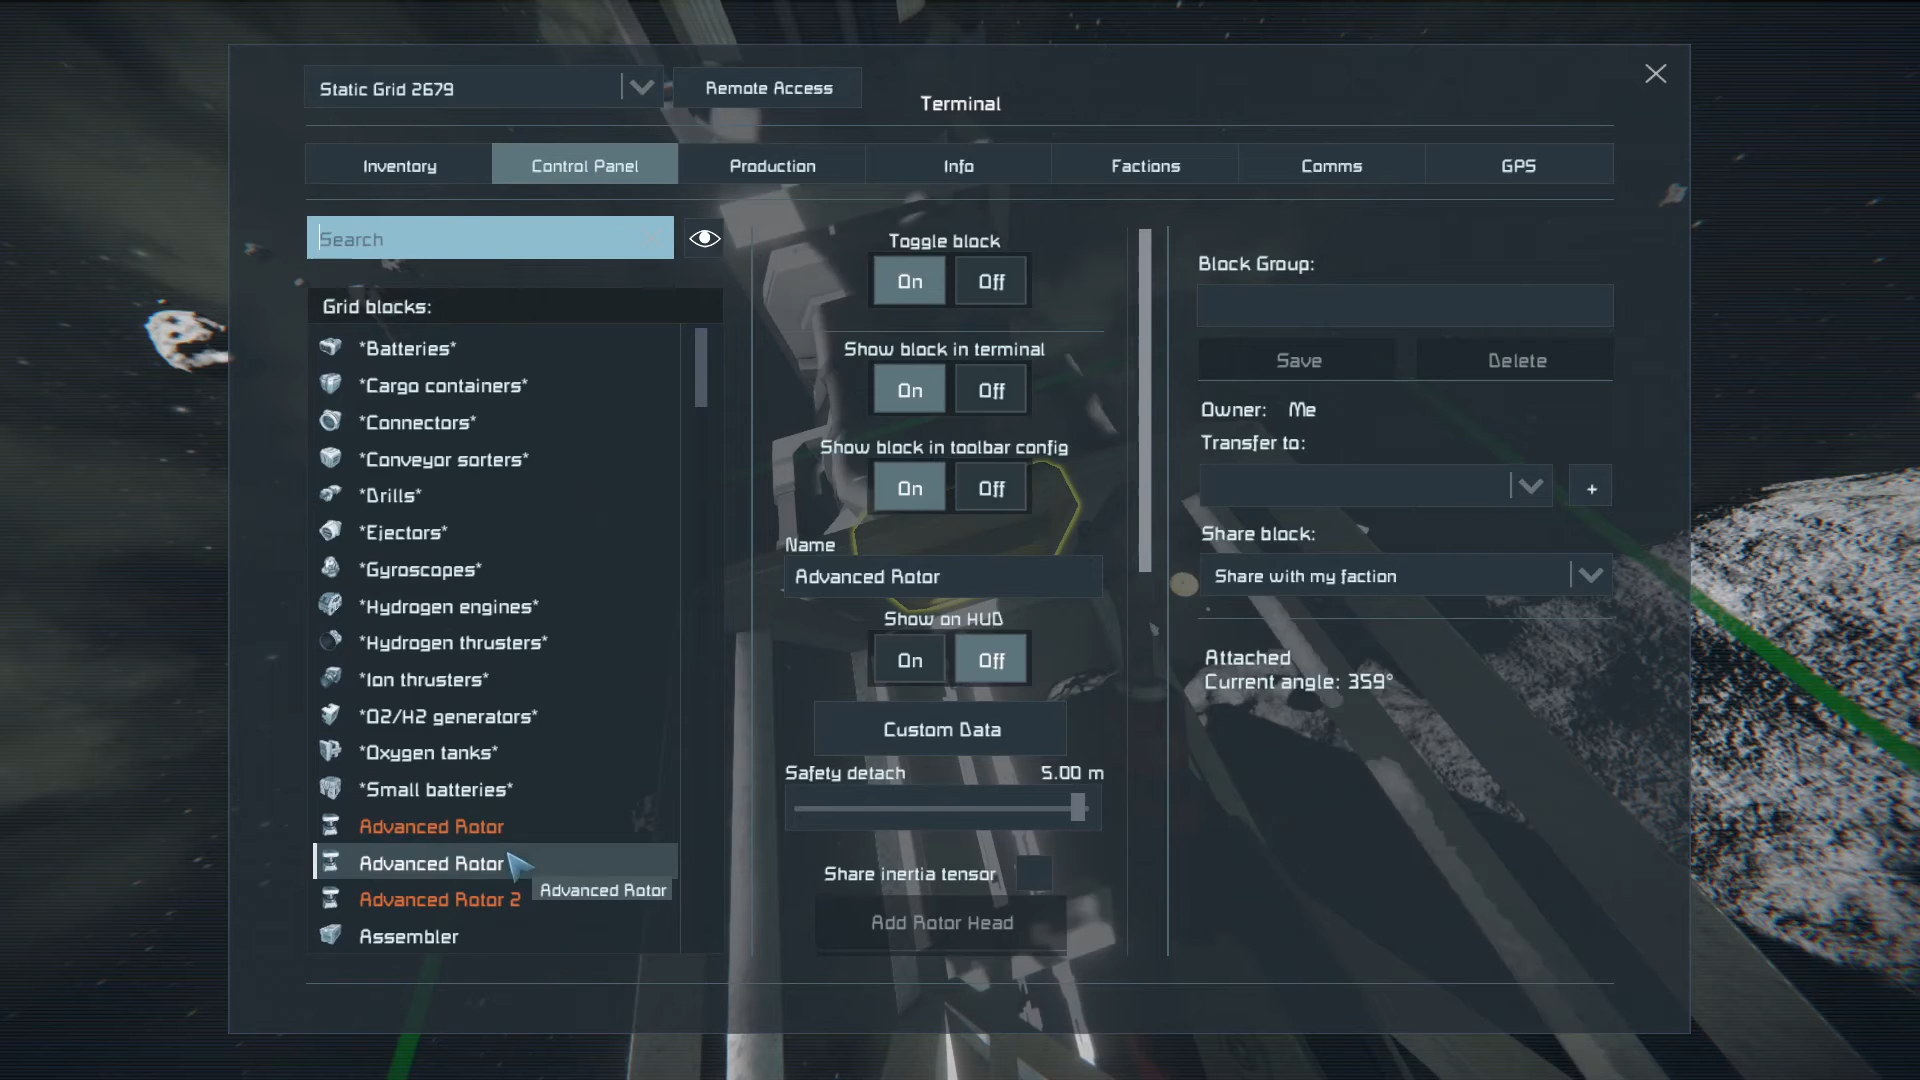 Static Grid 2679
Remote Access
Terminal
Inventory
Control Panel
Production
Info
Factions
Comms
GPS
Search
Grid blocks:
*Batteries*
*Cargo containers*
*Connectors*
*Conveyor sorters*
*Drills*
*Ejectors*
*Gyroscopes*
*Hydrogen engines*
*Hydrogen thrusters*
*Ion thrusters*
*O2/H2 generators*
*Oxygen tanks*
*Small batteries*
Advanced Rotor
Advanced Rotor
Advanced Rotor
Advanced Rotor 2
Assembler
Toggle block
On Off
Show block in terminal
On Off
Show block in toolbar config
On Off
Name
Advanced Rotor
Show on HUD
On Off
Custom Data
Safety detach 5.00 m
Share inertia tensor
Add Rotor Head
Block Group:
Save
Delete
Owner: Me
Transfer to:
+
Share block:
Share with my faction
Attached
Current angle: 359°